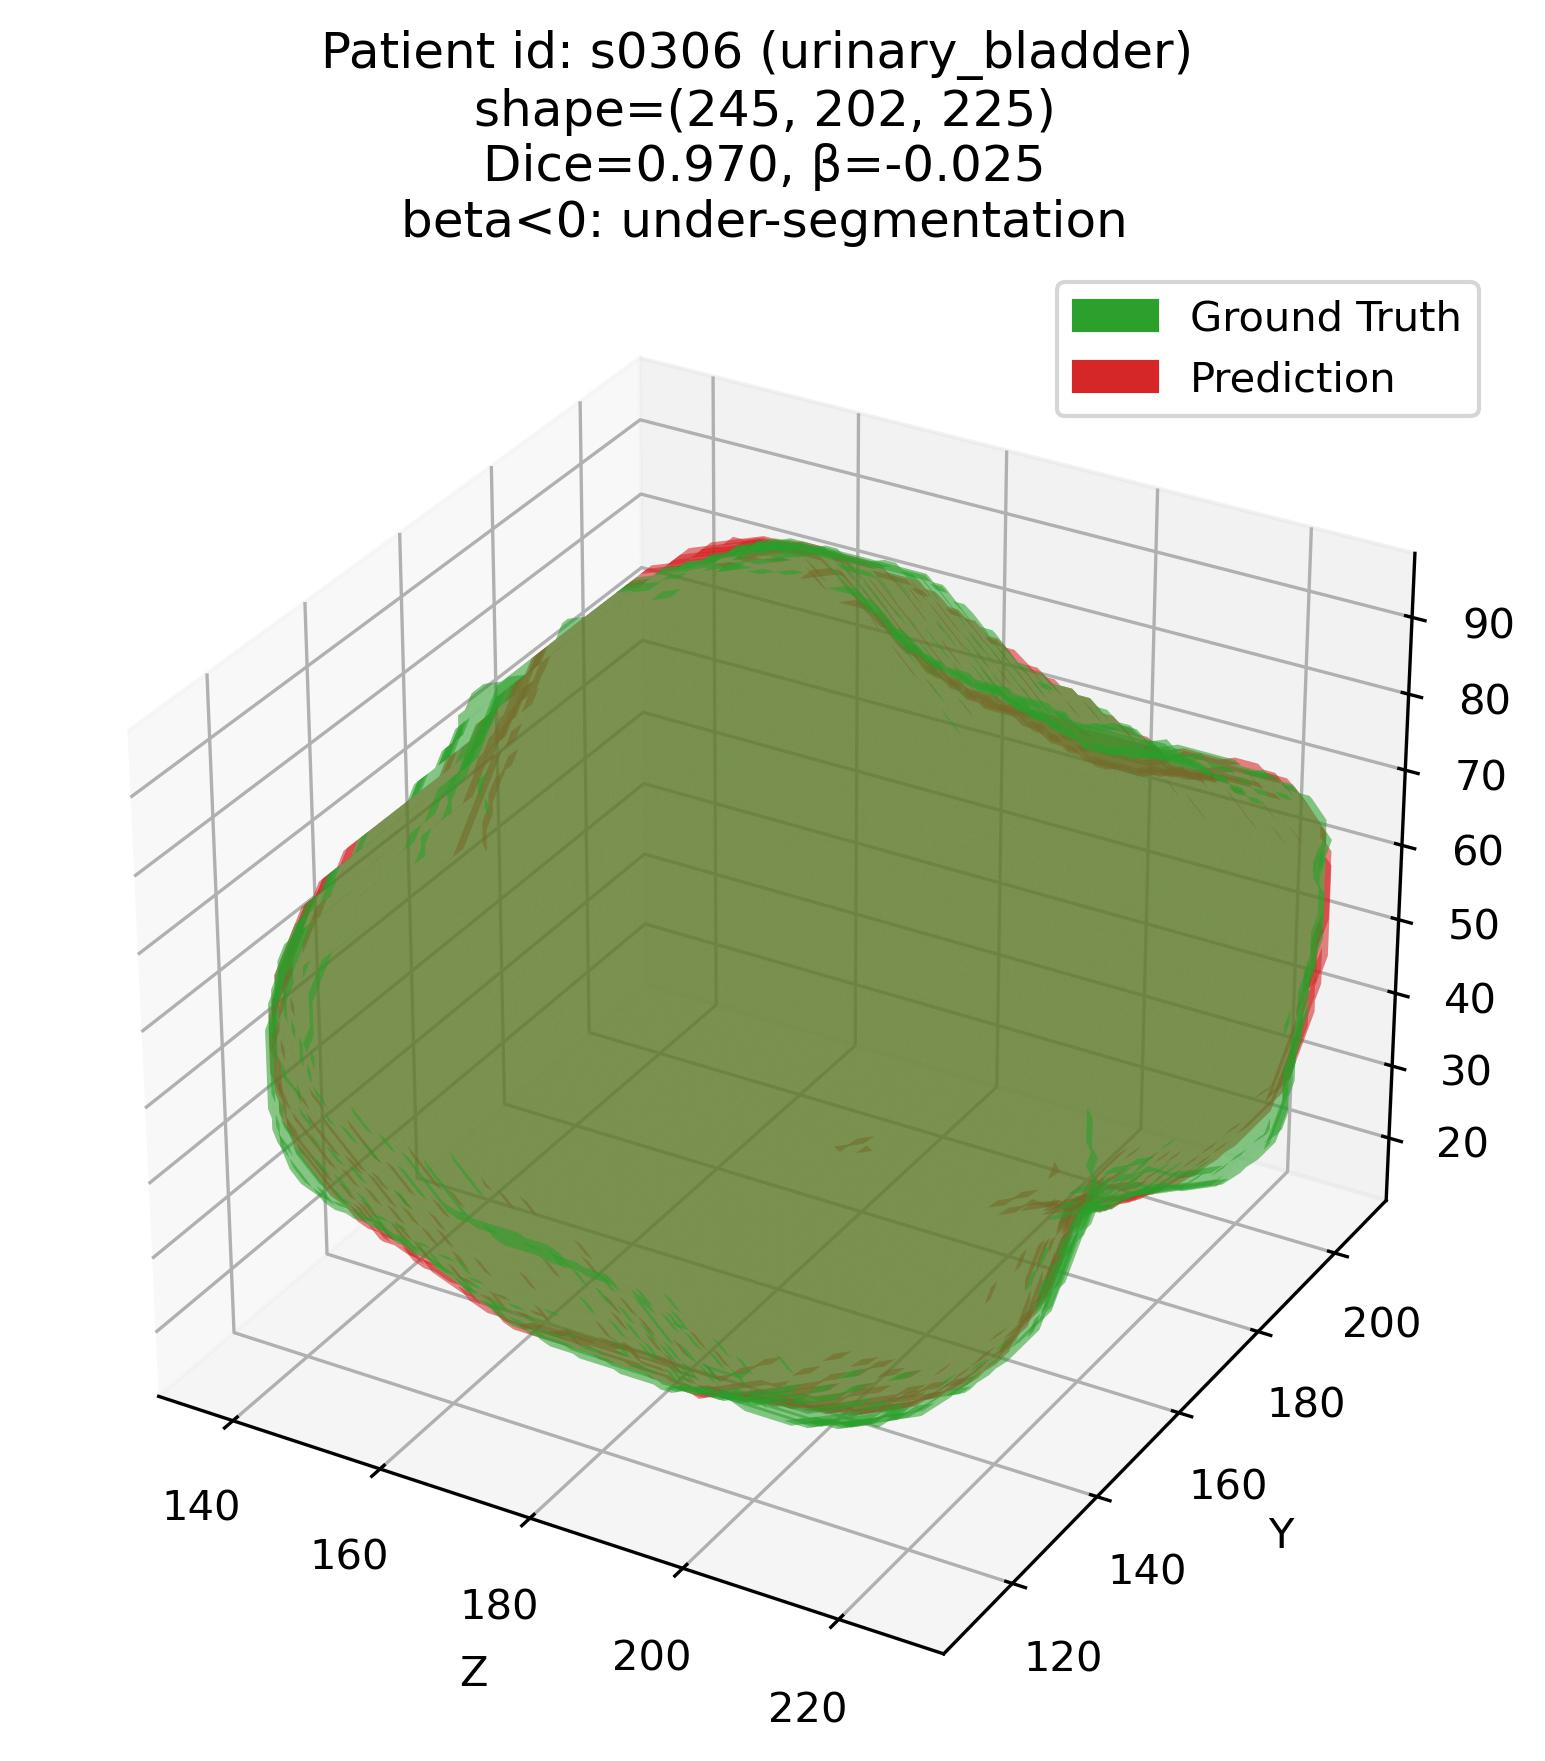 Patient id: s0306 (urinary_bladder)
shape=(245, 202, 225)
Dice=0.970, β=-0.025
beta<0: under-segmentation
Ground Truth
Prediction
90
80
70
60
50
40
30
20
200
180
160
140
120
Y
140
160
180
200
220
Z